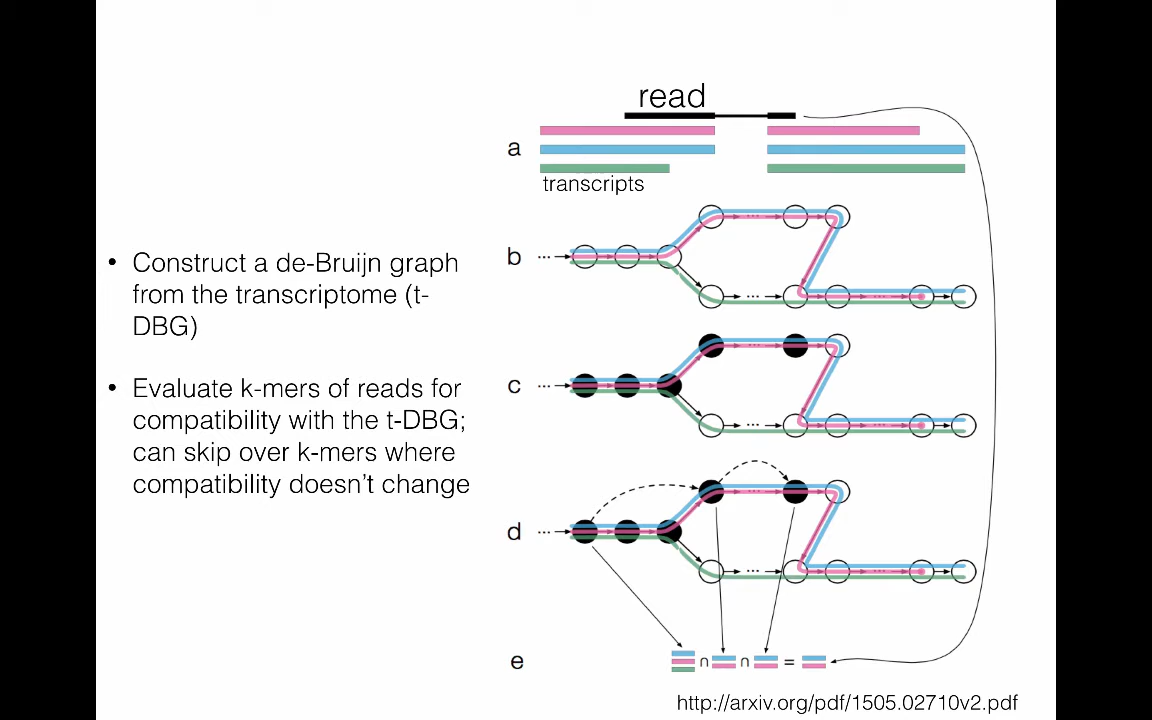 • Construct a de-Bruijn graph
from the transcriptome (t-
DBG)
• Evaluate k-mers of reads for
compatibility with the t-DBG;
can skip over k-mers where
compatibility doesn’t change
read
a
transcripts
b ... ... ...
... ...
c ... ... ...
... ...
d ... ... ...
... ...
e ∩ ∩ =
http://arxiv.org/pdf/1505.02710v2.pdf